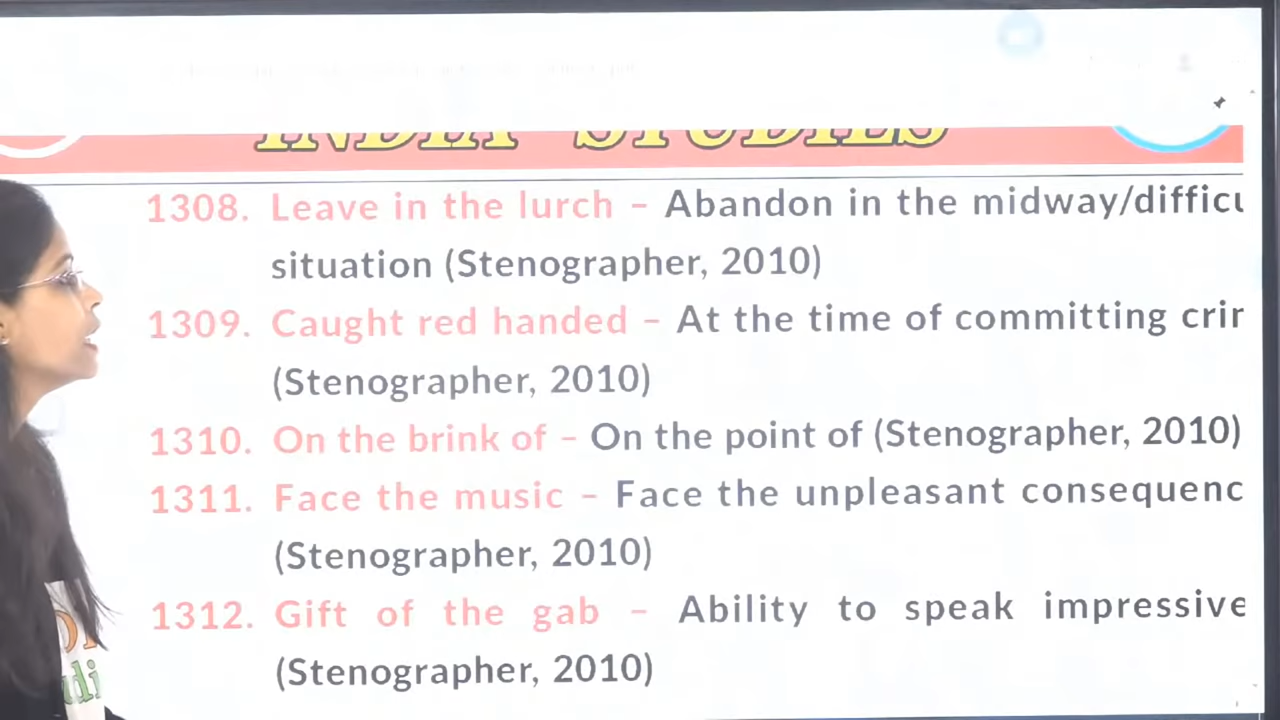 INDIA STUDIES
1308. Leave in the lurch – Abandon in the midway/difficu
situation (Stenographer, 2010)
1309. Caught red handed – At the time of committing crir
(Stenographer, 2010)
1310. On the brink of – On the point of (Stenographer, 2010)
1311. Face the music – Face the unpleasant consequenc
(Stenographer, 2010)
1312. Gift of the gab – Ability to speak impressive
(Stenographer, 2010)